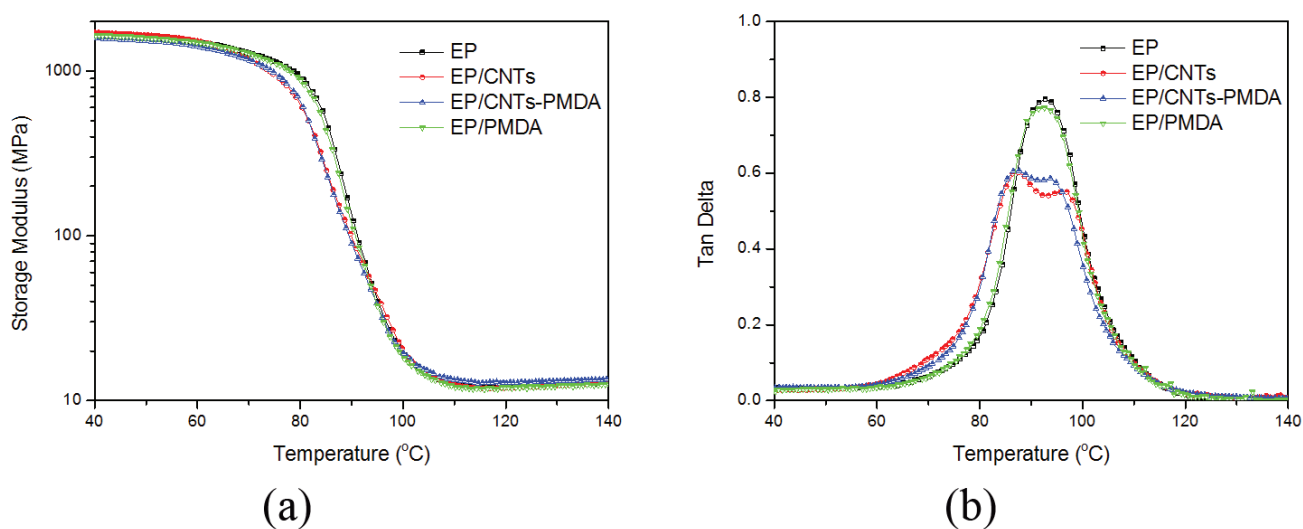 1000
100
10
40
60
80
100
120
140
Storage Modulus (MPa)
Temperature (°C)
EP
EP/CNTs
EP/CNTs-PMDA
EP/PMDA
(a)
1.0
0.8
0.6
0.4
0.2
0.0
40
60
80
100
120
140
Tan Delta
Temperature (°C)
EP
EP/CNTs
EP/CNTs-PMDA
EP/PMDA
(b)